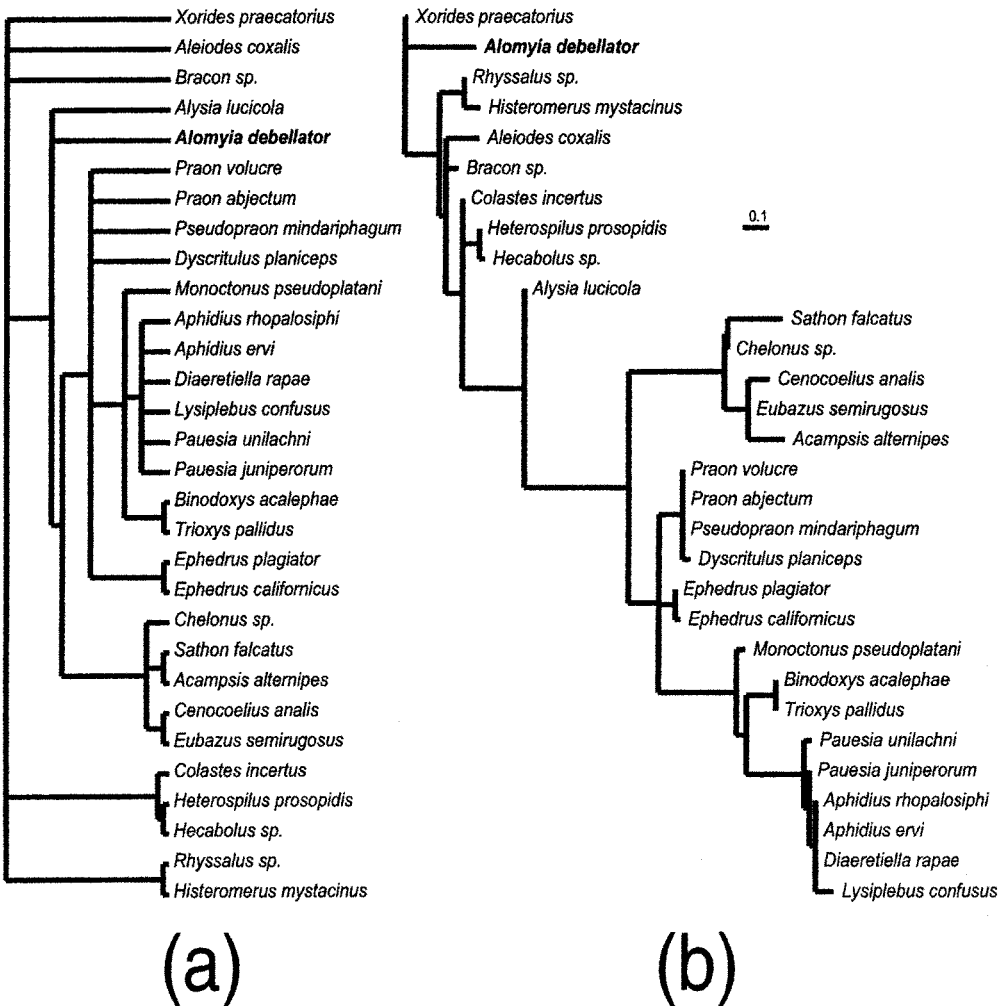 Xorides praecatorius
Aleiodes coxalis
Bracon sp.
Alysia lucicola
Alomyia debellator
Praon volucre
Praon abjectum
Pseudopraon mindariphagum
Dyscritulus planiceps
Monoctonus pseudoplatani
Aphidius rhopalosiphi
Aphidius ervi
Diaeretiella rapae
Lysiplebus confusus
Pauesia unilachni
Pauesia juniperorum
Binodoxys acalephae
Trioxys pallidus
Ephedrus plagiator
Ephedrus californicus
Chelonus sp.
Sathon falcatus
Acampsis alternipes
Cenocoelius analis
Eubazus semirugosus
Colastes incertus
Heterospilus prosopidis
Hecabolus sp.
Rhyssalus sp.
Histeromerus mystacinus
(a)
Xorides praecatorius
Alomyia debellator
Rhyssalus sp.
Histeromerus mystacinus
Aleiodes coxalis
Bracon sp.
Colastes incertus
0.1
Heterospilus prosopidis
Hecabolus sp.
Alysia lucicola
Sathon falcatus
Chelonus sp.
Cenocoelius analis
Eubazus semirugosus
Acampsis alternipes
Praon volucre
Praon abjectum
Pseudopraon mindariphagum
Dyscritulus planiceps
Ephedrus plagiator
Ephedrus californicus
Monoctonus pseudoplatani
Binodoxys acalephae
Trioxys pallidus
Pauesia unilachni
Pauesia juniperorum
Aphidius rhopalosiphi
Aphidius ervi
Diaeretiella rapae
Lysiplebus confusus
(b)